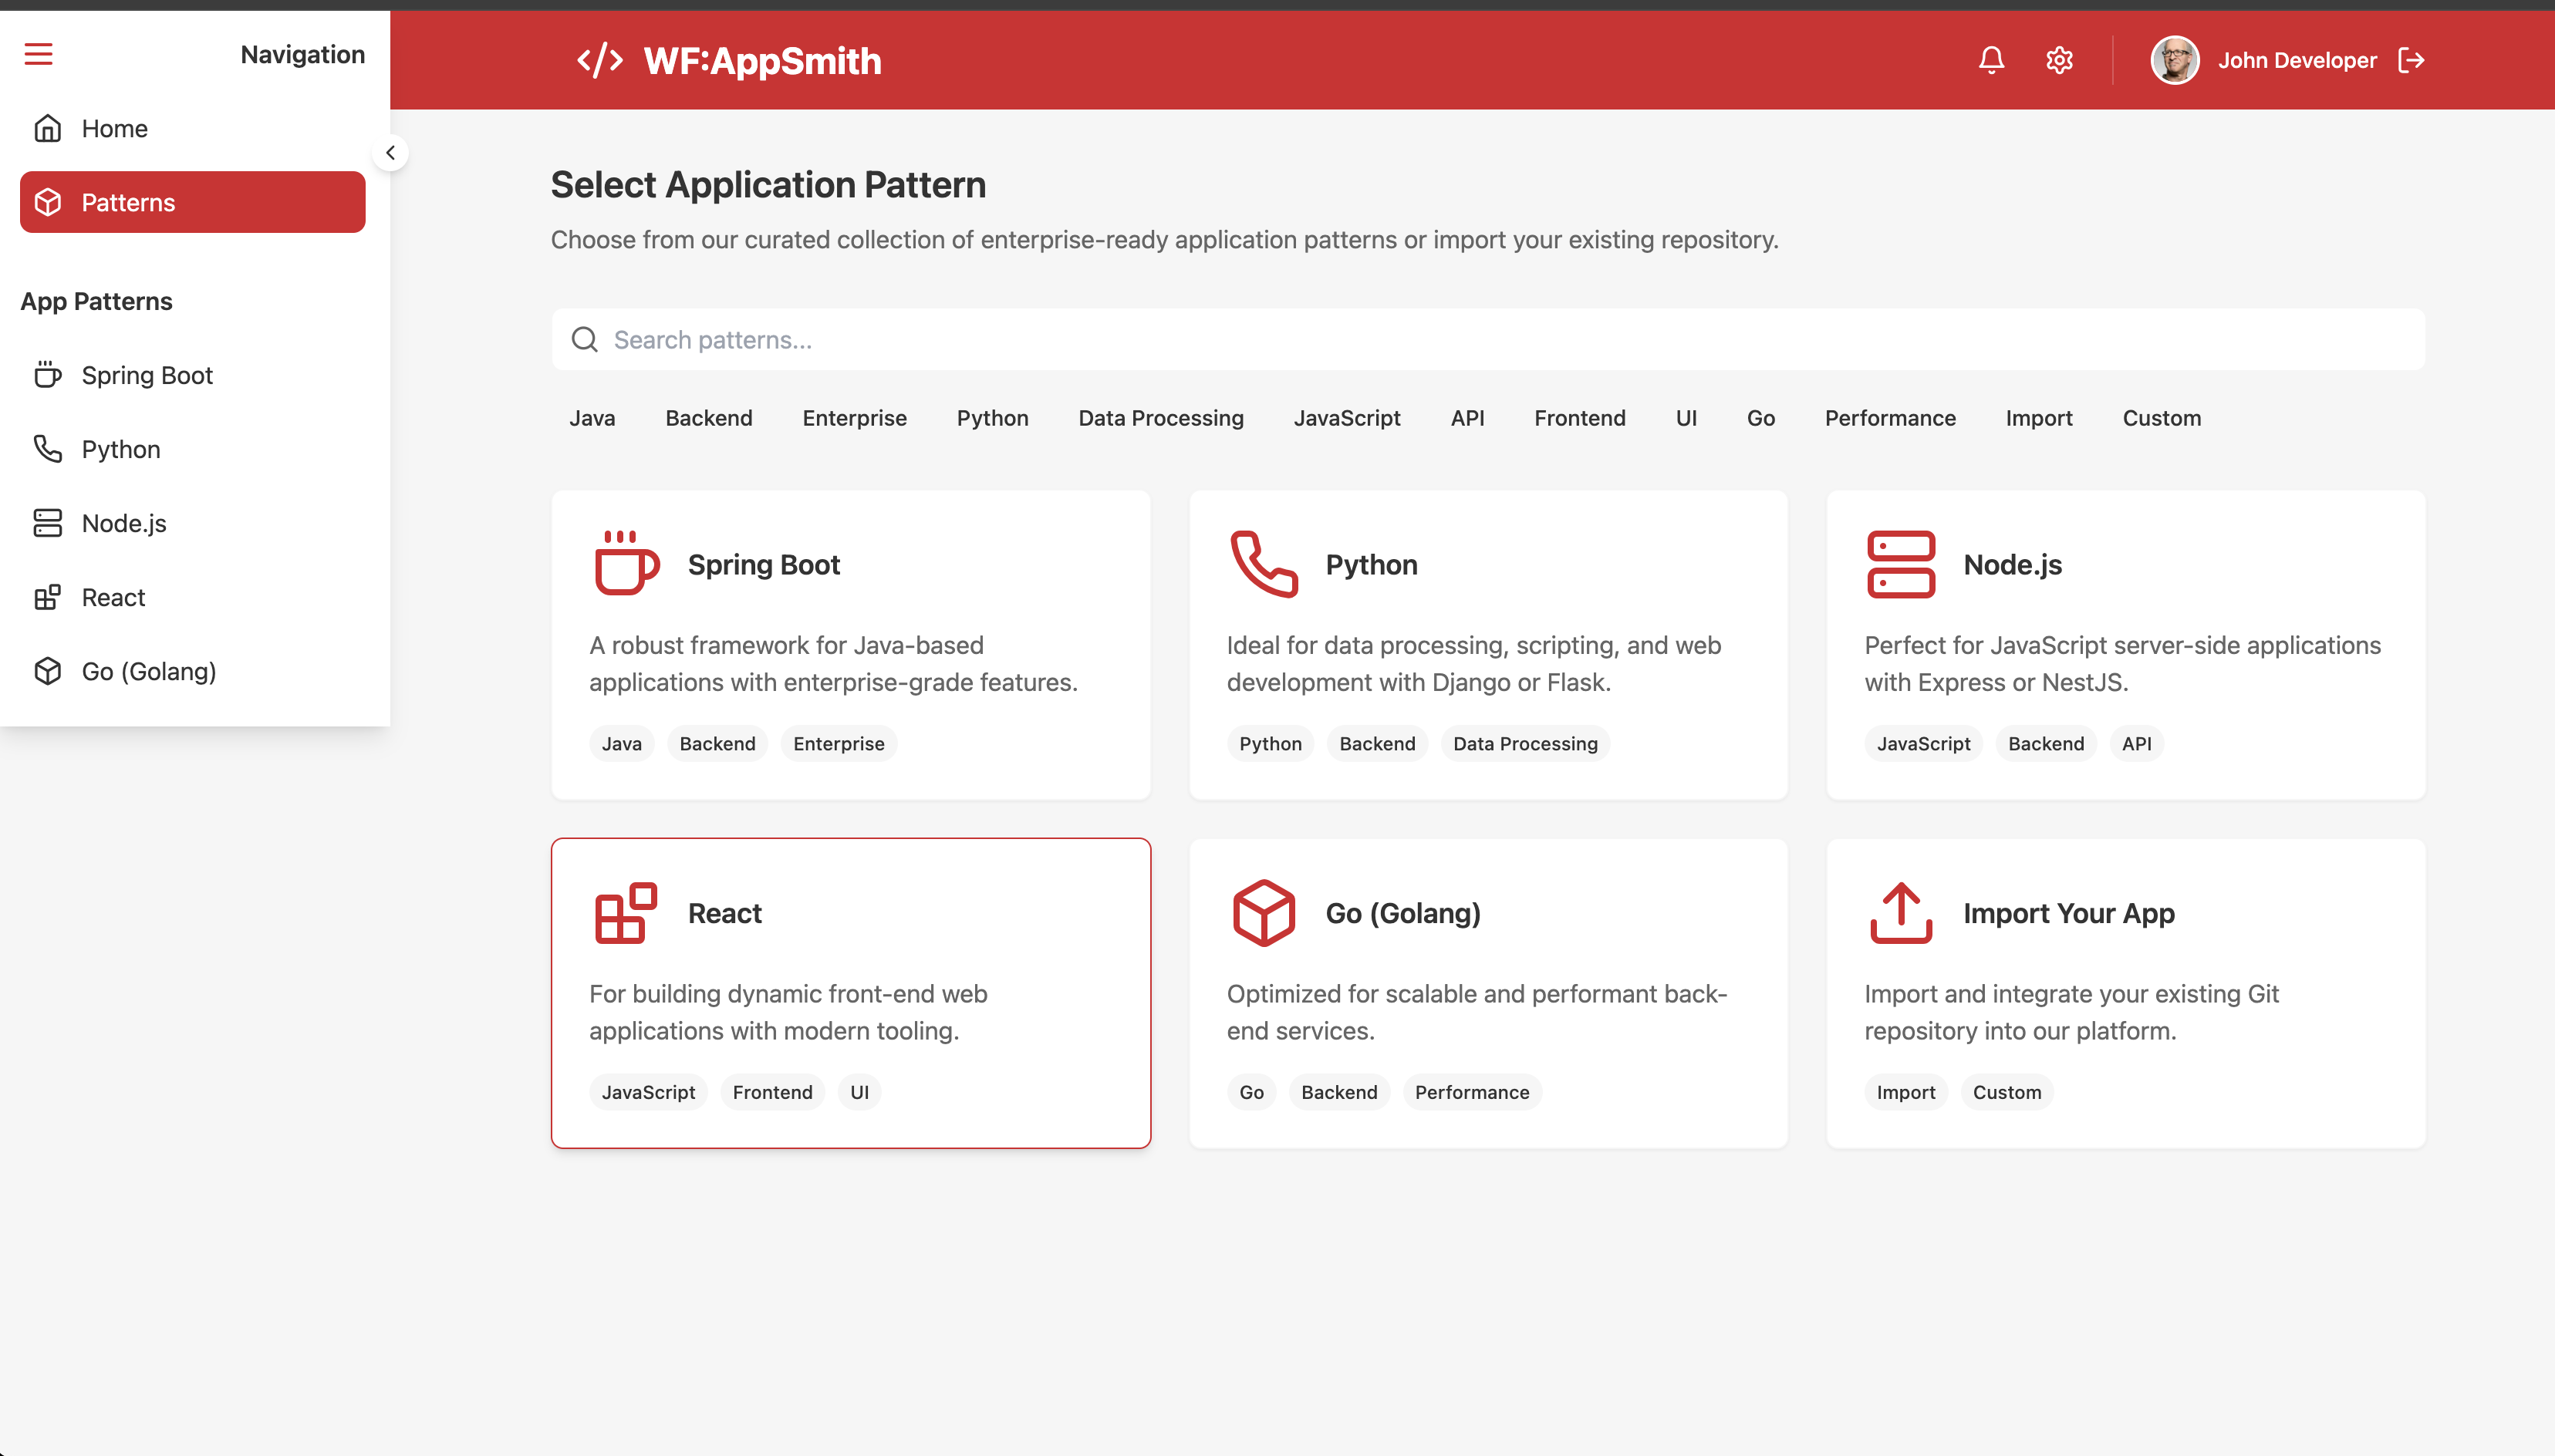 Navigation
WF:AppSmith
John Developer
Home
Patterns
App Patterns
Spring Boot
Python
Node.js
React
Go (Golang)
Select Application Pattern
Choose from our curated collection of enterprise-ready application patterns or import your existing repository.
Search patterns...
Java Backend Enterprise Python Data Processing JavaScript API Frontend UI Go Performance Import Custom
Spring Boot
A robust framework for Java-based
applications with enterprise-grade features.
Java Backend Enterprise
Python
Ideal for data processing, scripting, and web
development with Django or Flask.
Python Backend Data Processing
Node.js
Perfect for JavaScript server-side applications
with Express or NestJS.
JavaScript Backend API
React
For building dynamic front-end web
applications with modern tooling.
JavaScript Frontend UI
Go (Golang)
Optimized for scalable and performant back-
end services.
Go Backend Performance
Import Your App
Import and integrate your existing Git
repository into our platform.
Import Custom